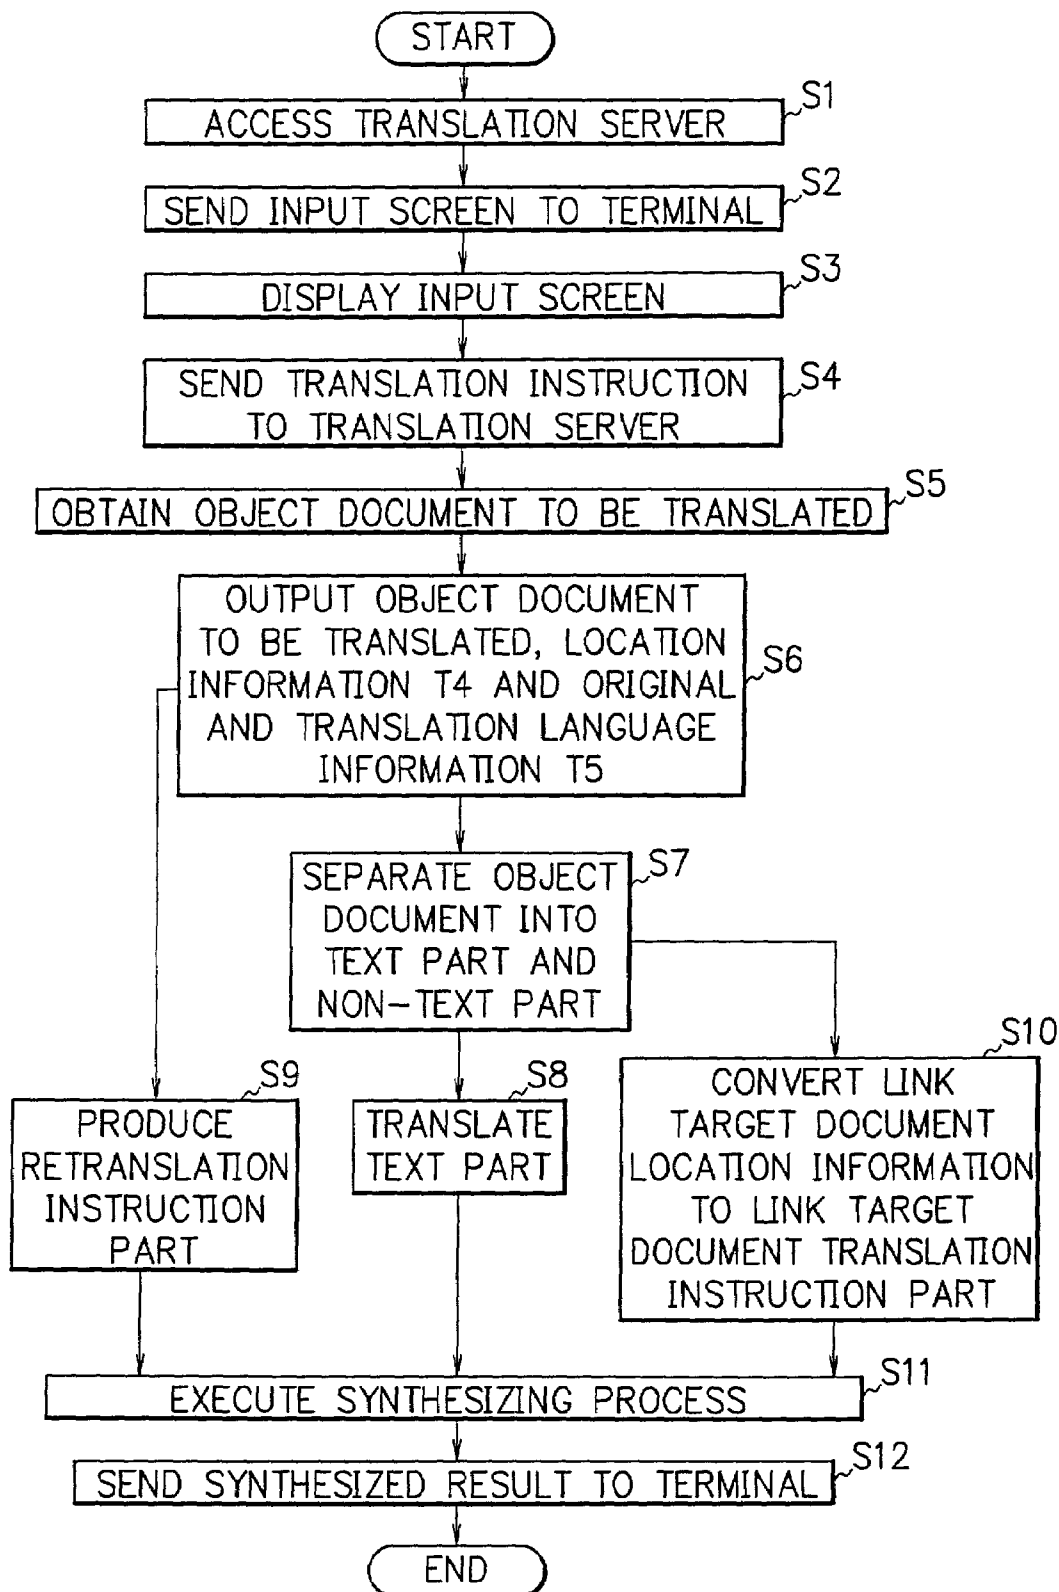 START
S1
ACCESS TRANSLATION SERVER
S2
SEND INPUT SCREEN TO TERMINAL
S3
DISPLAY INPUT SCREEN
S4
SEND TRANSLATION INSTRUCTION
TO TRANSLATION SERVER
S5
OBTAIN OBJECT DOCUMENT TO BE TRANSLATED
S6
OUTPUT OBJECT DOCUMENT
TO BE TRANSLATED, LOCATION
INFORMATION T4 AND ORIGINAL
AND TRANSLATION LANGUAGE
INFORMATION T5
S7
SEPARATE OBJECT
DOCUMENT INTO
TEXT PART AND
NON-TEXT PART
S9
PRODUCE
RETRANSLATION
INSTRUCTION
PART
S8
TRANSLATE
TEXT PART
S10
CONVERT LINK
TARGET DOCUMENT
LOCATION INFORMATION
TO LINK TARGET
DOCUMENT TRANSLATION
INSTRUCTION PART
S11
EXECUTE SYNTHESIZING PROCESS
S12
SEND SYNTHESIZED RESULT TO TERMINAL
END